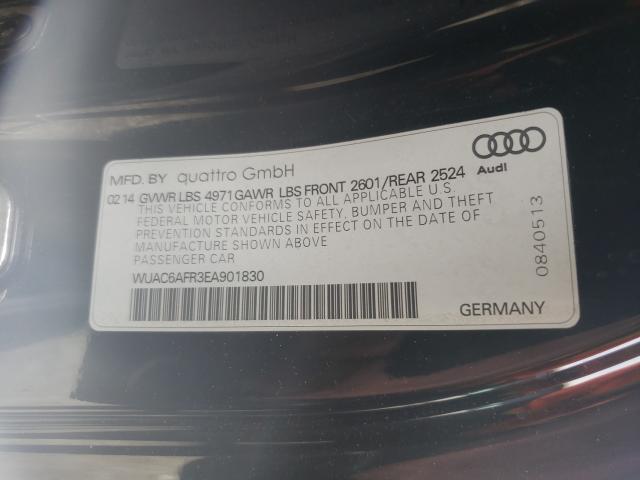 MFD. BY quattro GmbH
Audi
02 14 GVWR LBS 4971 GAWR LBS FRONT 2601/REAR 2524
THIS VEHICLE CONFORMS TO ALL APPLICABLE U.S.
FEDERAL MOTOR VEHICLE SAFETY, BUMPER AND THEFT
PREVENTION STANDARDS IN EFFECT ON THE DATE OF
MANUFACTURE SHOWN ABOVE
PASSENGER CAR
WUAC6AFR3EA901830
GERMANY
0840513